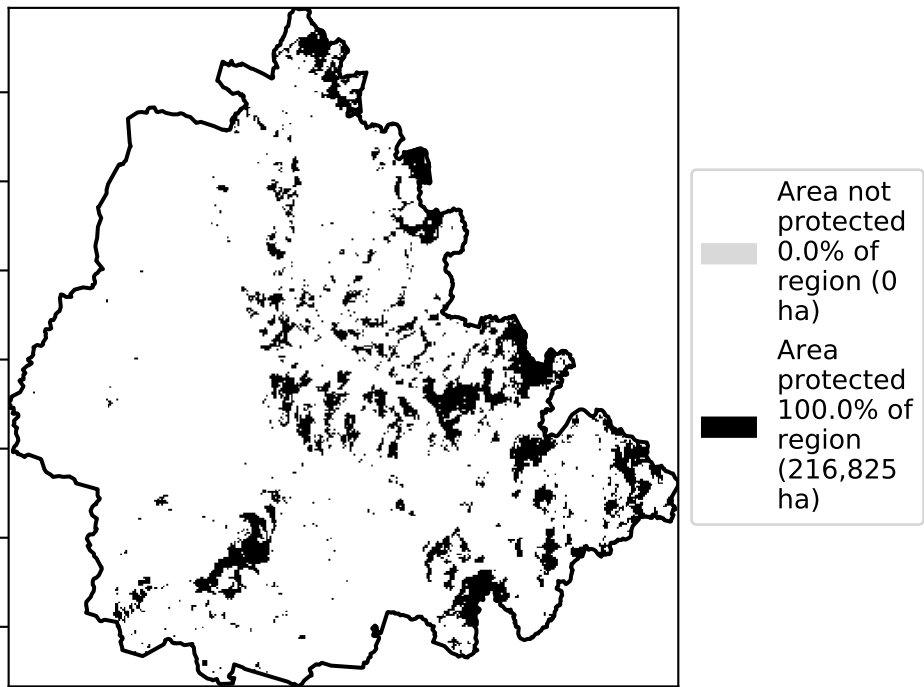 Area not
protected
0.0% of
region (0
ha)
Area
protected
100.0% of
region
(216,825
ha)